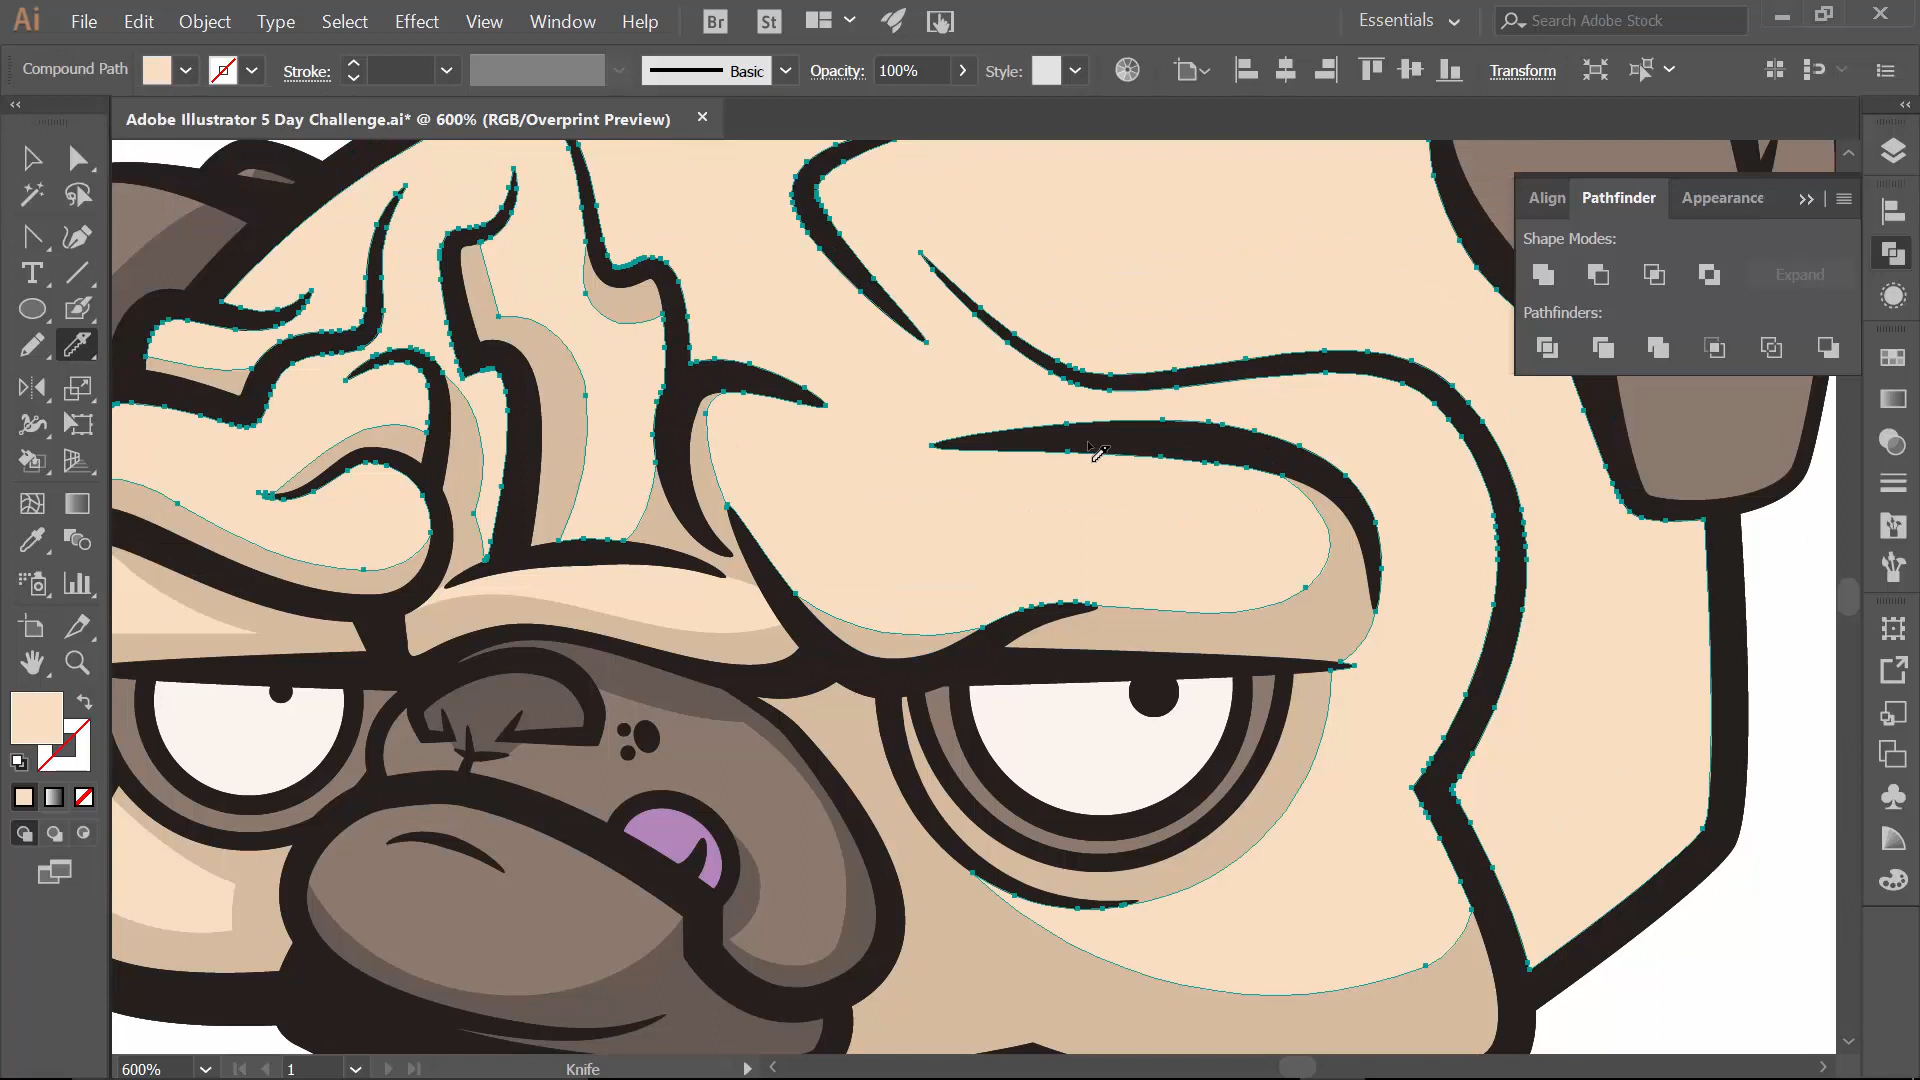 Ai File Edit Object Type Select Effect View Window Help Br St Essentials Search Adobe Stock
Compound Path Stroke: Basic Opacity: 100% Style: Transform
Adobe Illustrator 5 Day Challenge.ai* @ 600% (RGB/Overprint Preview) ×
Align Pathfinder Appearance
Shape Modes:
Expand
Pathfinders:
600% 1 Knife